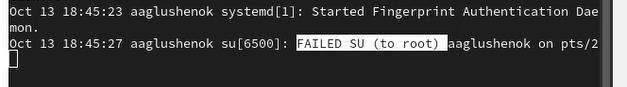 Oct 13 18:45:23 aaglushenok systemd[1]: Started Fingerprint Authentication Dae
mon.
Oct 13 18:45:27 aaglushenok su[6500]: FAILED SU (to root) aaglushenok on pts/2